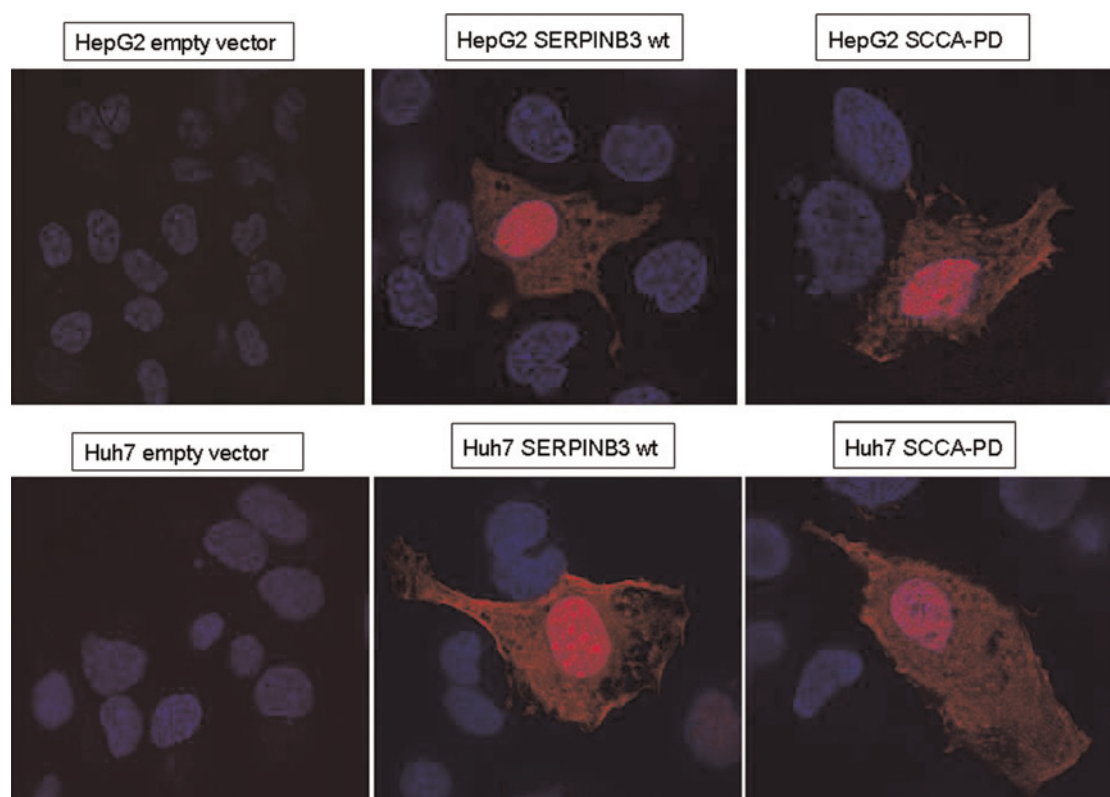 HepG2 empty vector
HepG2 SERPINB3 wt
HepG2 SCCA-PD
Huh7 empty vector
Huh7 SERPINB3 wt
Huh7 SCCA-PD